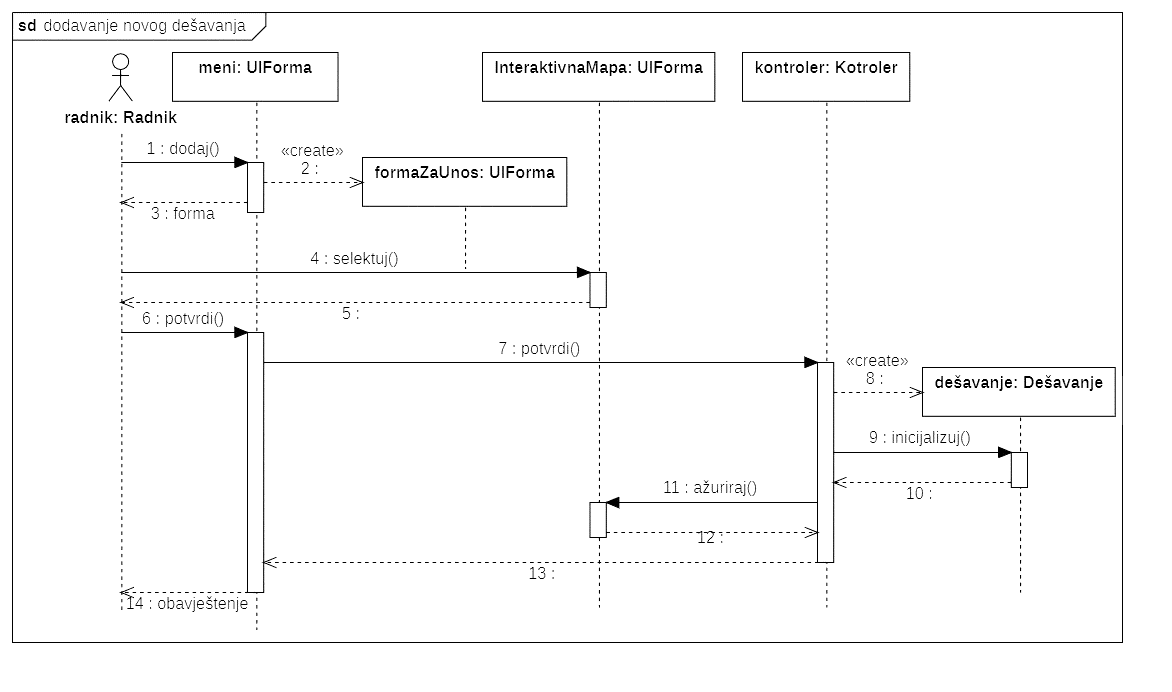 sd dodavanje novog dešavanja
meni: UIForma
InteraktivnaMapa: UIForma
kontroler: Kotroler
radnik: Radnik
1 : dodaj()
«create»
2 :
formaZaUnos: UIForma
3 : forma
4 : selektuj()
5 :
6 : potvrdi()
7 : potvrdi()
«create»
8 :
dešavanje: Dešavanje
9 : inicijalizuj()
10 :
11 : ažuriraj()
12 :
13 :
14 : obavještenje